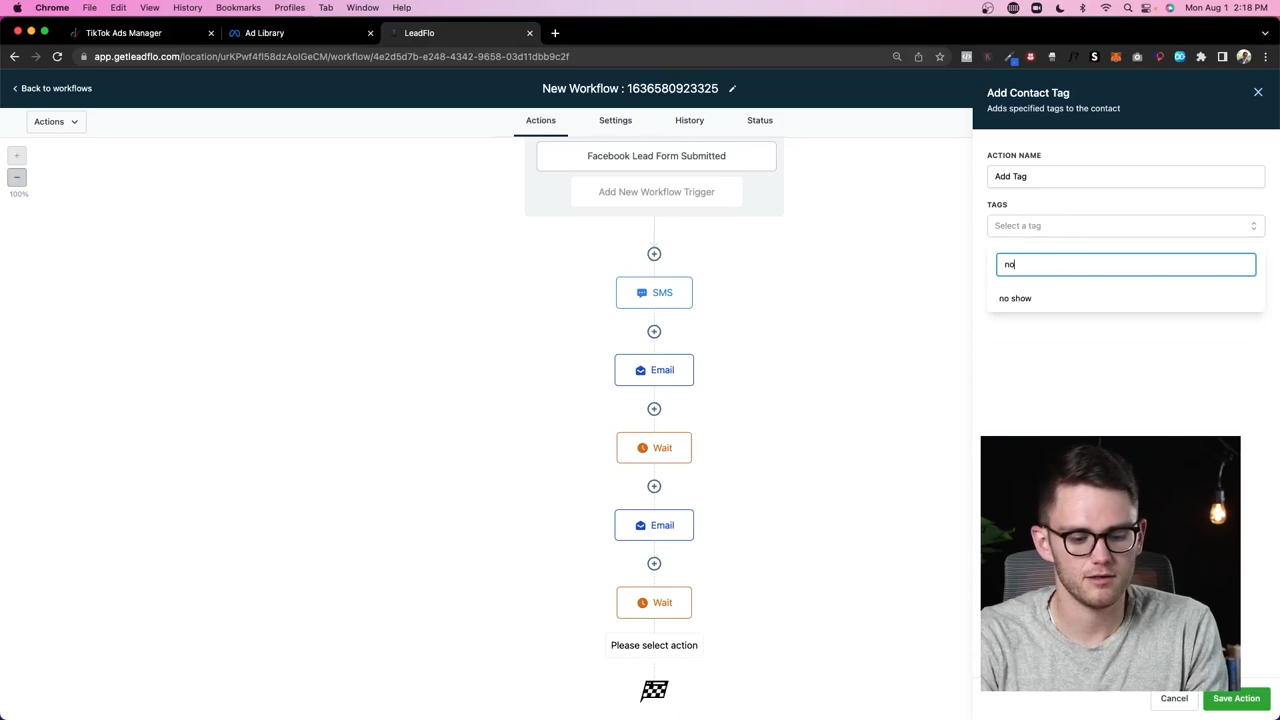 Chrome File Edit View History Bookmarks Profiles Tab Window Help Mon Aug 1 2:18 PM
TikTok Ads Manager Ad Library LeadFlo
app.getleadflo.com/location/urKPwf4fI58dzAoIGeCM/workflow/4e2d5d7b-e248-4342-9658-03d11dbb9c2f
Back to workflows
New Workflow : 1636580923325
Actions
Actions Settings History Status
100%
Facebook Lead Form Submitted
Add New Workflow Trigger
SMS
Email
Wait
Email
Wait
Please select action
Add Contact Tag
Adds specified tags to the contact
ACTION NAME
Add Tag
TAGS
Select a tag
no
no show
Cancel Save Action